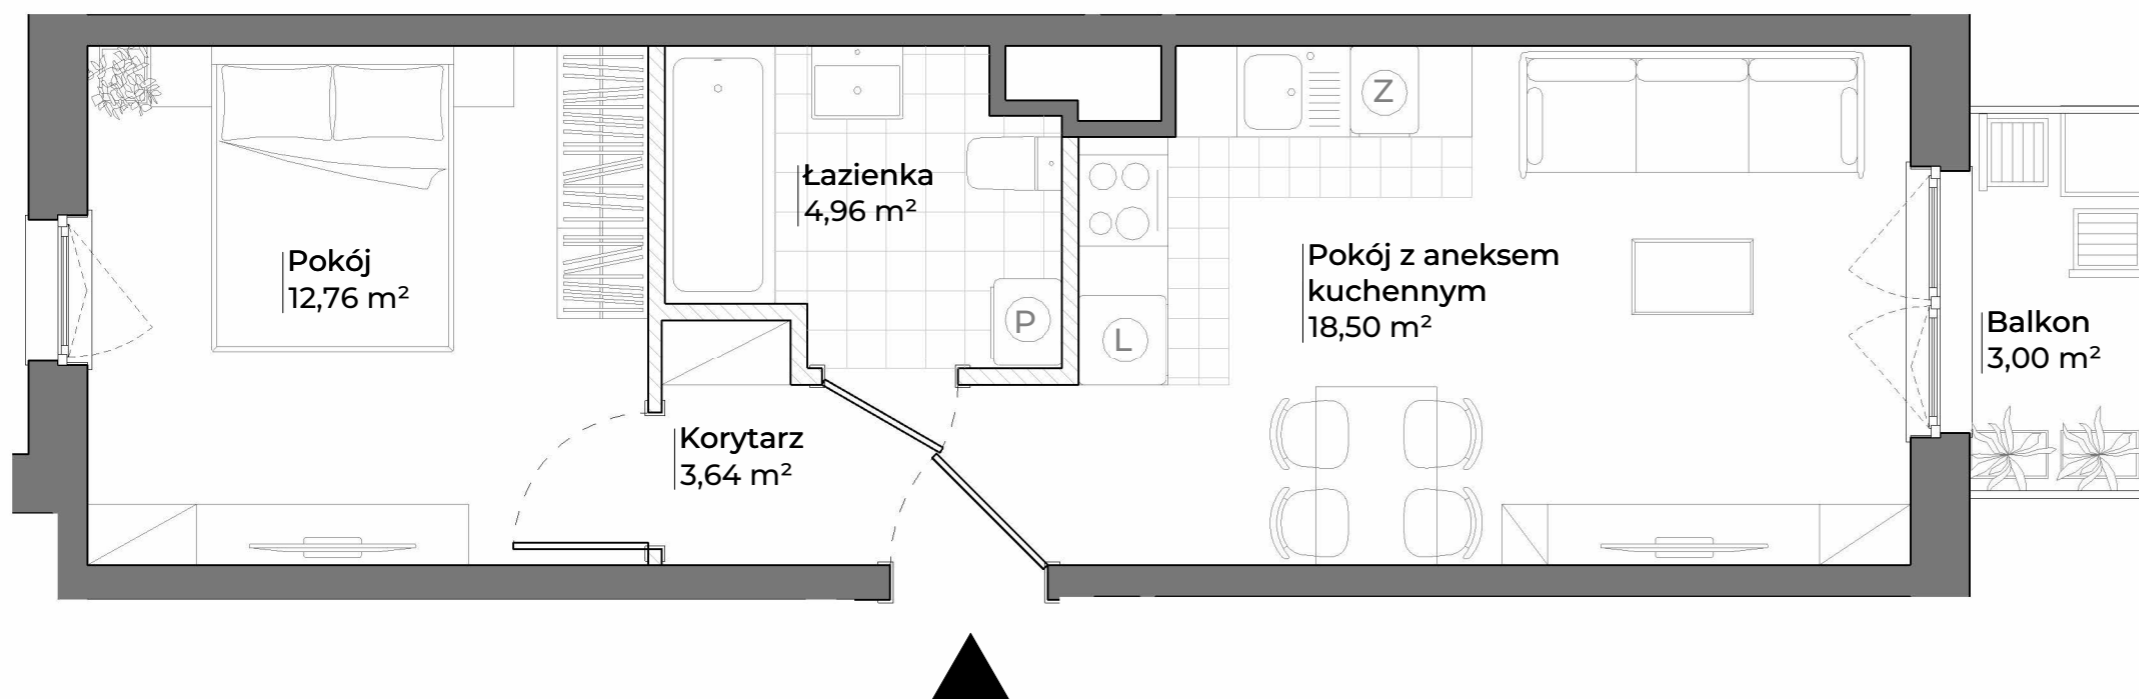 Z
Łazienka
4,96 m²
Pokój
12,76 m²
Pokój z aneksem
kuchennym
18,50 m²
P
L
Balkon
3,00 m²
Korytarz
3,64 m²